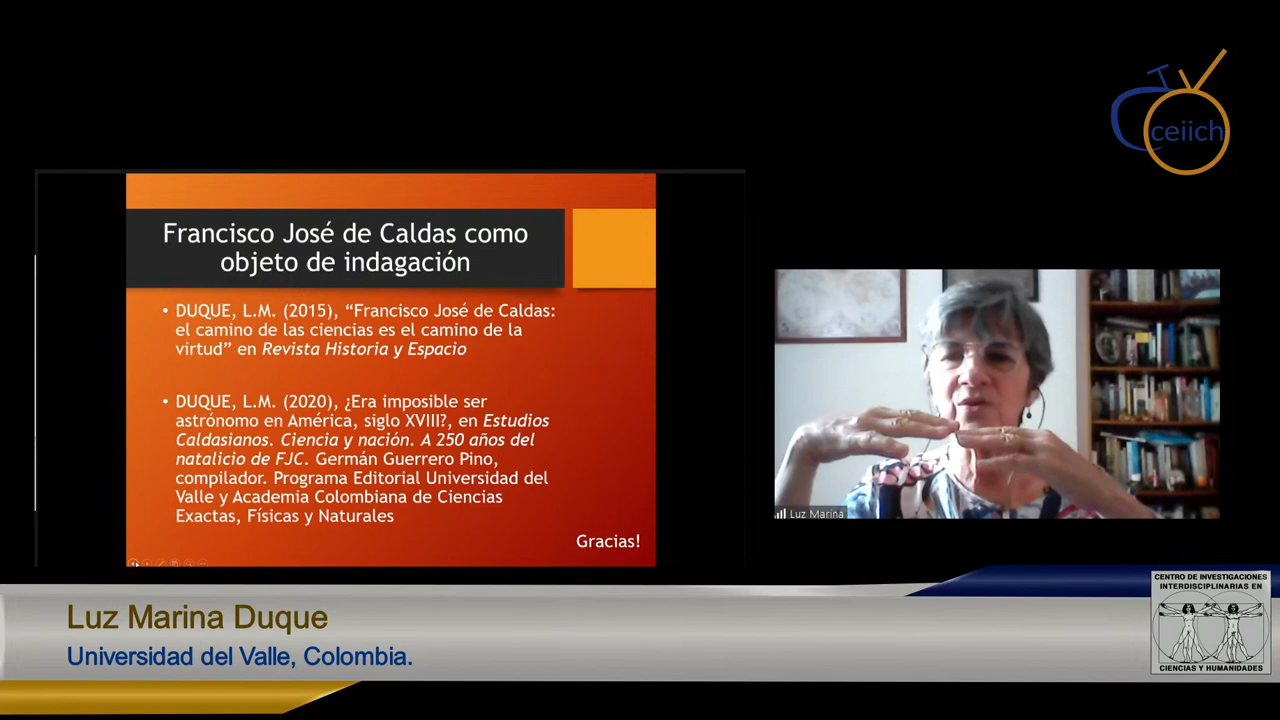 TV
ceiich
Francisco José de Caldas como
objeto de indagación
• DUQUE, L.M. (2015), “Francisco José de Caldas:
el camino de las ciencias es el camino de la
virtud” en Revista Historia y Espacio
• DUQUE, L.M. (2020), ¿Era imposible ser
astrónomo en América, siglo XVIII?, en Estudios
Caldasianos. Ciencia y nación. A 250 años del
natalicio de FJC. Germán Guerrero Pino,
compilador. Programa Editorial Universidad del
Valle y Academia Colombiana de Ciencias
Exactas, Físicas y Naturales
Gracias!
Luz Marina
Luz Marina Duque
Universidad del Valle, Colombia.
CENTRO DE INVESTIGACIONES
INTERDISCIPLINARIAS EN
CIENCIAS Y HUMANIDADES